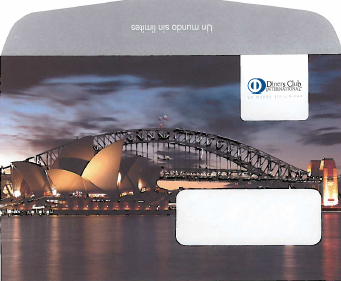 Un mundo sin límites
Diners Club
INTERNATIONAL